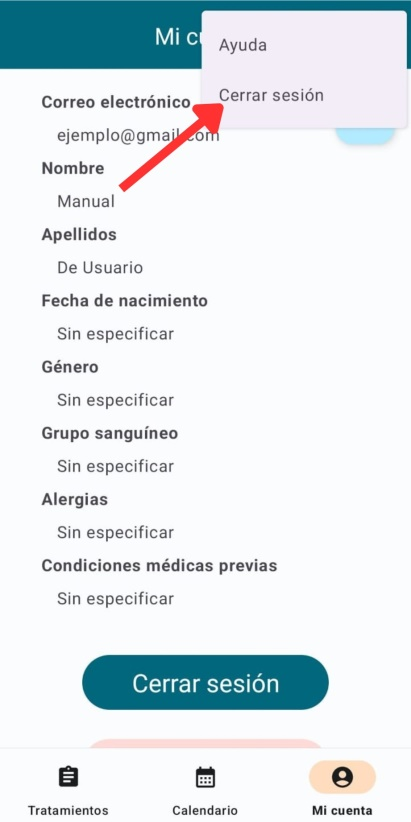 Mi c
Ayuda
Cerrar sesión
Correo electrónico
ejemplo@gmail.com
Nombre
Manual
Apellidos
De Usuario
Fecha de nacimiento
Sin especificar
Género
Sin especificar
Grupo sanguíneo
Sin especificar
Alergias
Sin especificar
Condiciones médicas previas
Sin especificar
Cerrar sesión
Tratamientos
Calendario
Mi cuenta